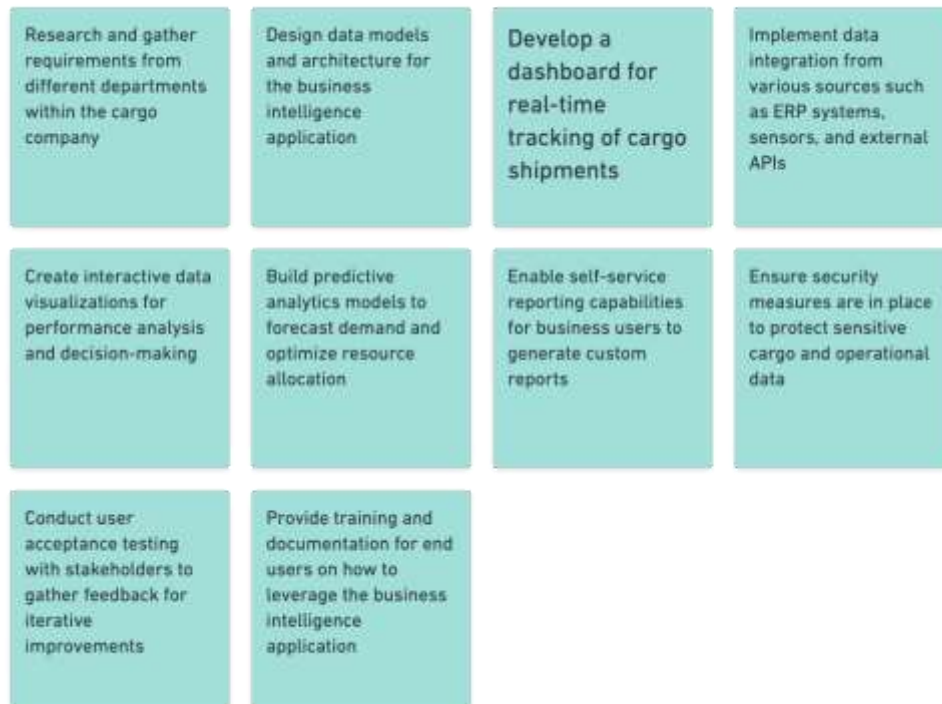 Research and gather
requirements from
different departments
within the cargo
company
Design data models
and architecture for
the business
intelligence
application
Develop a
dashboard for
real-time
tracking of cargo
shipments
Implement data
integration from
various sources such
as ERP systems,
sensors, and external
APIs
Create interactive data
visualizations for
performance analysis
and decision-making
Build predictive
analytics models to
forecast demand and
optimize resource
allocation
Enable self-service
reporting capabilities
for business users to
generate custom
reports
Ensure security
measures are in place
to protect sensitive
cargo and operational
data
Conduct user
acceptance testing
with stakeholders to
gather feedback for
iterative
improvements
Provide training and
documentation for end
users on how to
leverage the business
intelligence
application